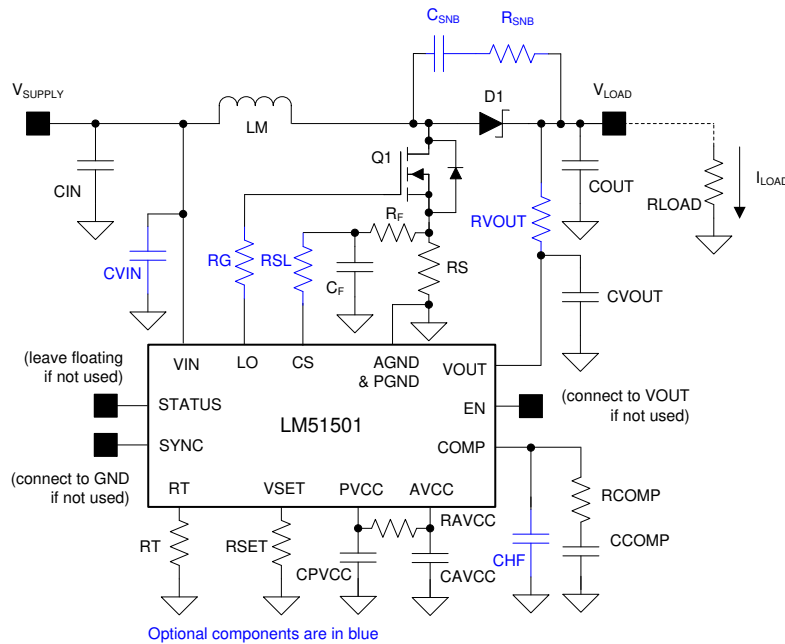 CSNB
RSNB
VSUPPLY
D1
VLOAD
LM
Q1
CIN
COUT
ILOAD
RLOAD
RF
RVOUT
CVIN
RG
RSL
CF
RS
CVOUT
(leave floating
if not used)
VIN
LO
CS
AGND
& PGND
VOUT
STATUS
EN
(connect to VOUT
if not used)
LM51501
SYNC
COMP
(connect to GND
if not used)
RT
VSET
PVCC
AVCC
RCOMP
RAVCC
RT
RSET
CHF
CCOMP
CPVCC
CAVCC
Optional components are in blue